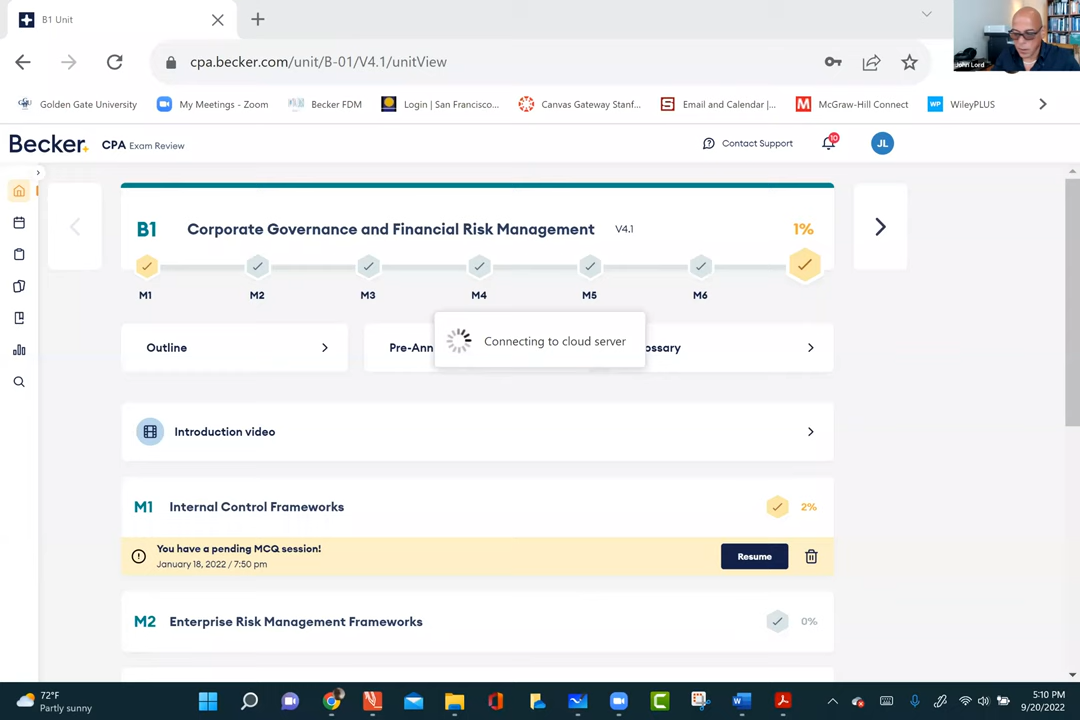 B1 Unit
cpa.becker.com/unit/B-01/V4.1/unitView
John Lord
Golden Gate University
My Meetings - Zoom
Becker FDM
Login | San Francisco...
Canvas Gateway Stanf...
Email and Calendar |...
McGraw-Hill Connect
WP
WileyPLUS
Becker.
CPA Exam Review
Contact Support
10
JL
B1
Corporate Governance and Financial Risk Management
V4.1
1%
M1
M2
M3
M4
M5
M6
Outline
Pre-Ann
Connecting to cloud server
ossary
Introduction video
M1 Internal Control Frameworks
2%
You have a pending MCQ session!
January 18, 2022 / 7:50 pm
Resume
M2 Enterprise Risk Management Frameworks
0%
72°F
Partly sunny
5:10 PM
9/20/2022